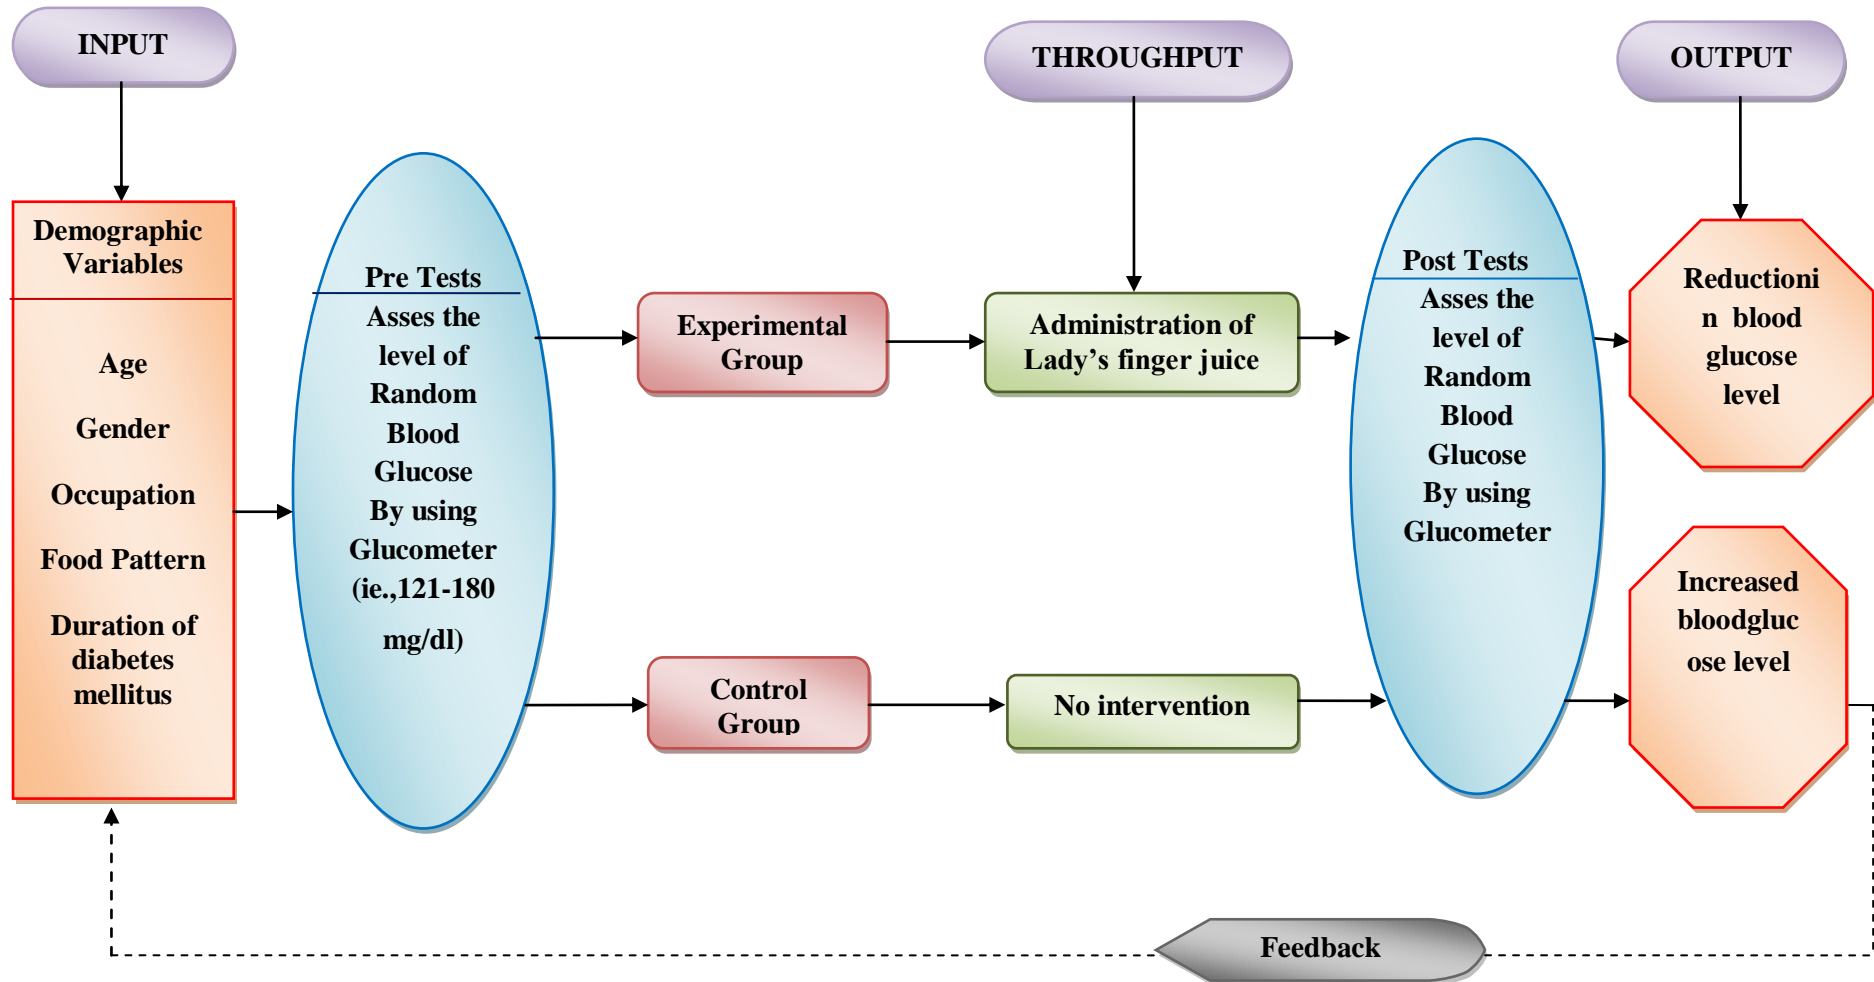 INPUT
THROUGHPUT
OUTPUT
Demographic
Variables
Age
Gender
Occupation
Food Pattern
Duration of
diabetes
mellitus
Pre Tests
Asses the
level of
Random
Blood
Glucose
By using
Glucometer
(ie.,121-180
mg/dl)
Experimental
Group
Administration of
Lady’s finger juice
Control
Group
No intervention
Post Tests
Asses the
level of
Random
Blood
Glucose
By using
Glucometer
Reductioni
n blood
glucose
level
Increased
bloodgluc
ose level
Feedback